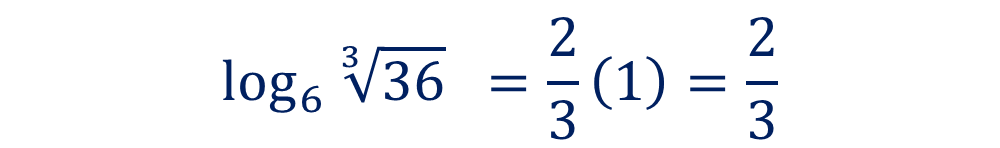 log₆ ∛36 = 2/3 (1) = 2/3